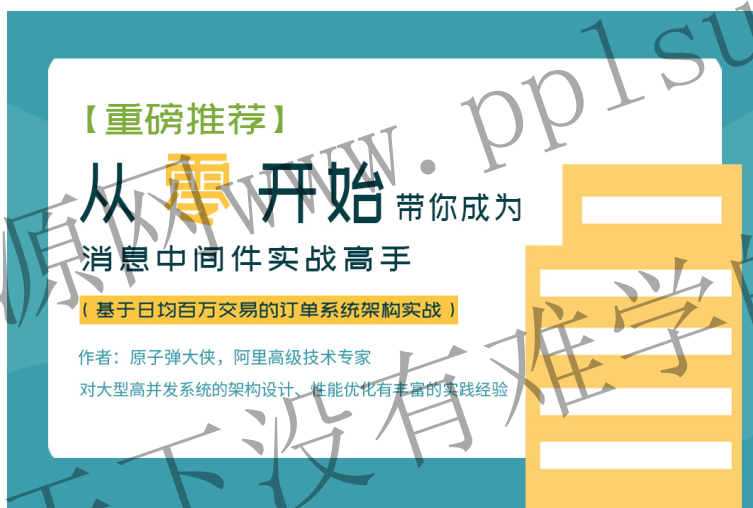 【重磅推荐】
从零开始带你成为
消息中间件实战高手
（基于日均百万交易的订单系统架构实战）
作者：原子弹大侠，阿里高级技术专家
对大型高并发系统的架构设计、性能优化有丰富的实践经验
源网www.pp1su
天下没有难学的